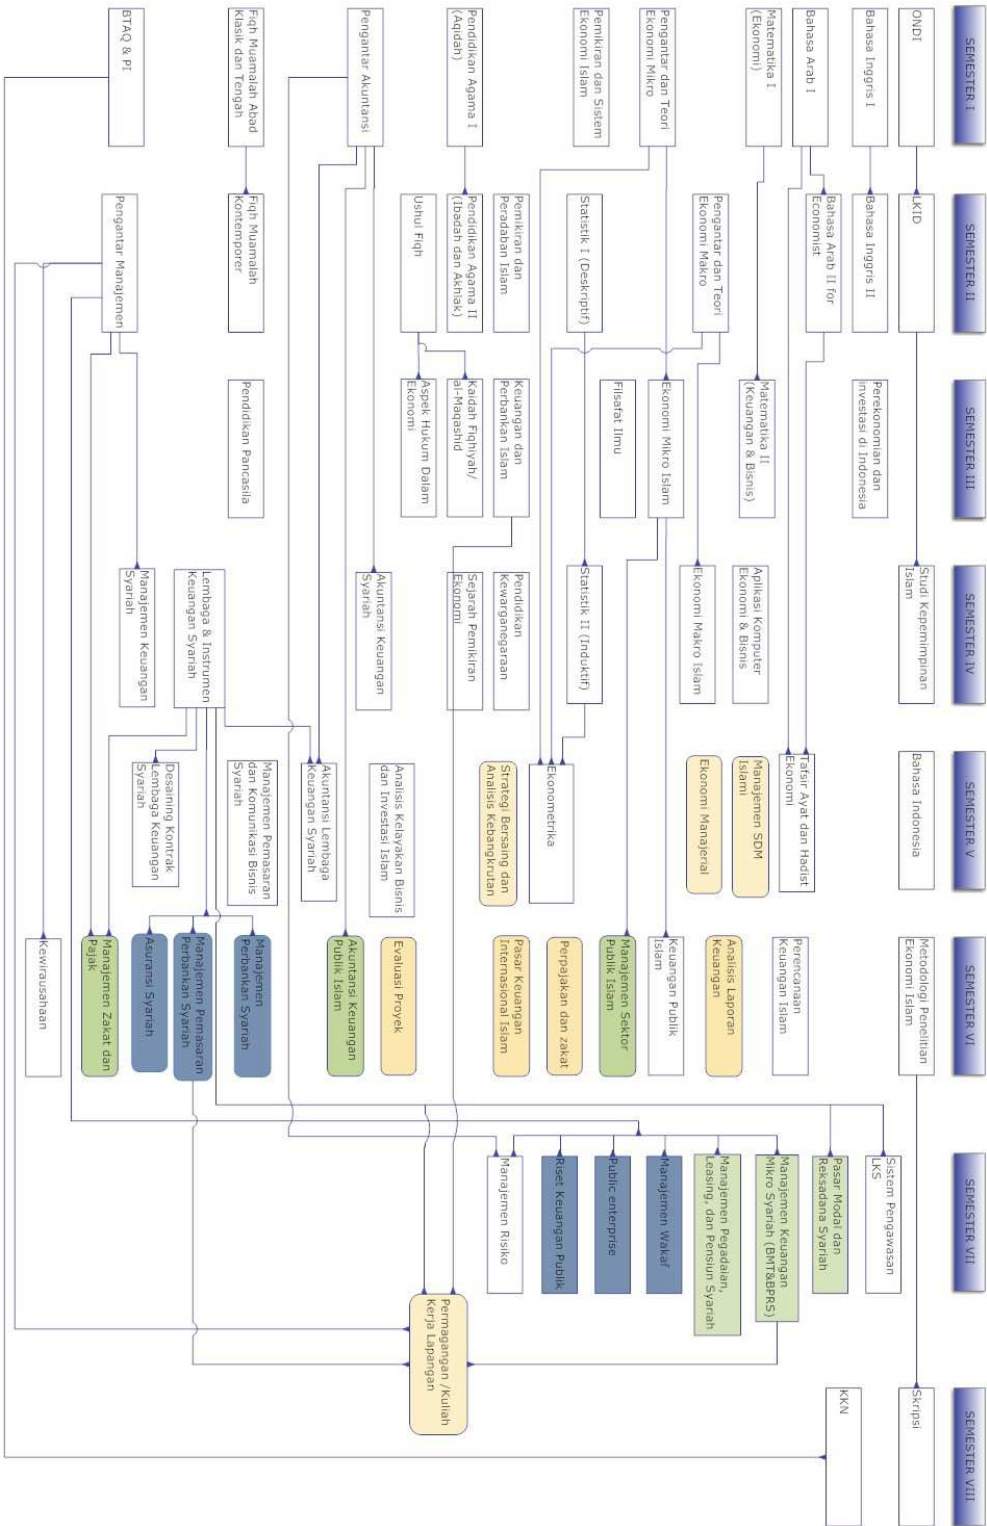 SEMESTER I
ONDI
Bahasa Inggris I
Bahasa Arab I
Matematika I
(Ekonomi)
Pengantar dan Teori
Ekonomi Mikro
Pemikiran dan Sistem
Ekonomi Islam
Pendidikan Agama I
(Aqidah)
Pengantar Akuntansi
Fiqh Muamalah Abad
Klasik dan Tengah
BTAQ & PI
SEMESTER II
LKID
Bahasa Inggris II
Bahasa Arab II for
Economist
Pengantar dan Teori
Ekonomi Makro
Statistik I (Deskriptif)
Pemikiran dan
Peradaban Islam
Pendidikan Agama II
(Ibadah dan Akhlak)
Ushul Fiqh
Fiqh Muamalah
Kontemporer
Pengantar Manajemen
SEMESTER III
Perekonomian dan
investasi di Indonesia
Matematika II
(Keuangan & Bisnis)
Ekonomi Mikro Islam
Filsafat Ilmu
Keuangan dan
Perbankan Islam
Kaidah Fiqhiyah/
al-Maqashid
Aspek Hukum Dalam
Ekonomi
Pendidikan Pancasila
SEMESTER IV
Studi Kepemimpinan
Islam
Aplikasi Komputer
Ekonomi & Bisnis
Ekonomi Makro Islam
Statistik II (Induktif)
Pendidikan
Kewarganegaraan
Sejarah Pemikiran
Ekonomi
Akuntansi Keuangan
Syariah
Lembaga & Instrumen
Keuangan Syariah
Manajemen Keuangan
Syariah
SEMESTER V
Bahasa Indonesia
Tafsir Ayat dan Hadist
Ekonomi
Manajemen SDM
Islami
Ekonomi Manajerial
Ekonometrika
Strategi Bersaing dan
Analisis Kebangkrutan
Analisis Kelayakan Bisnis
dan Investasi Islam
Akuntansi Lembaga
Keuangan Syariah
Manajemen Pemasaran
dan Komunikasi Bisnis
Syariah
Desaining Kontrak
Lembaga Keuangan
Syariah
SEMESTER VI
Metodologi Penelitian
Ekonomi Islam
Perencanaan
Keuangan Islam
Analisis Laporan
Keuangan
Keuangan Publik
Islam
Manajemen Sektor
Publik Islam
Perpajakan dan zakat
Pasar Keuangan
Internasional Islam
Evaluasi Proyek
Akuntansi Keuangan
Publik Islam
Manajemen
Perbankan Syariah
Manajemen Pemasaran
Perbankan Syariah
Asuransi Syariah
Manajemen Zakat dan
Pajak
Kewirausahaan
SEMESTER VII
Sistem Pengawasan
LKS
Pasar Modal dan
Reksadana Syariah
Manajemen Keuangan
Mikro Syariah (BMT&BPRS)
Manajemen Pegadaian,
Leasing, dan Pensiun Syariah
Manajemen Wakaf
Public enterprise
Riset Keuangan Publik
Manajemen Risiko
Permagangan /Kuliah
Kerja Lapangan
SEMESTER VIII
Skripsi
KKN